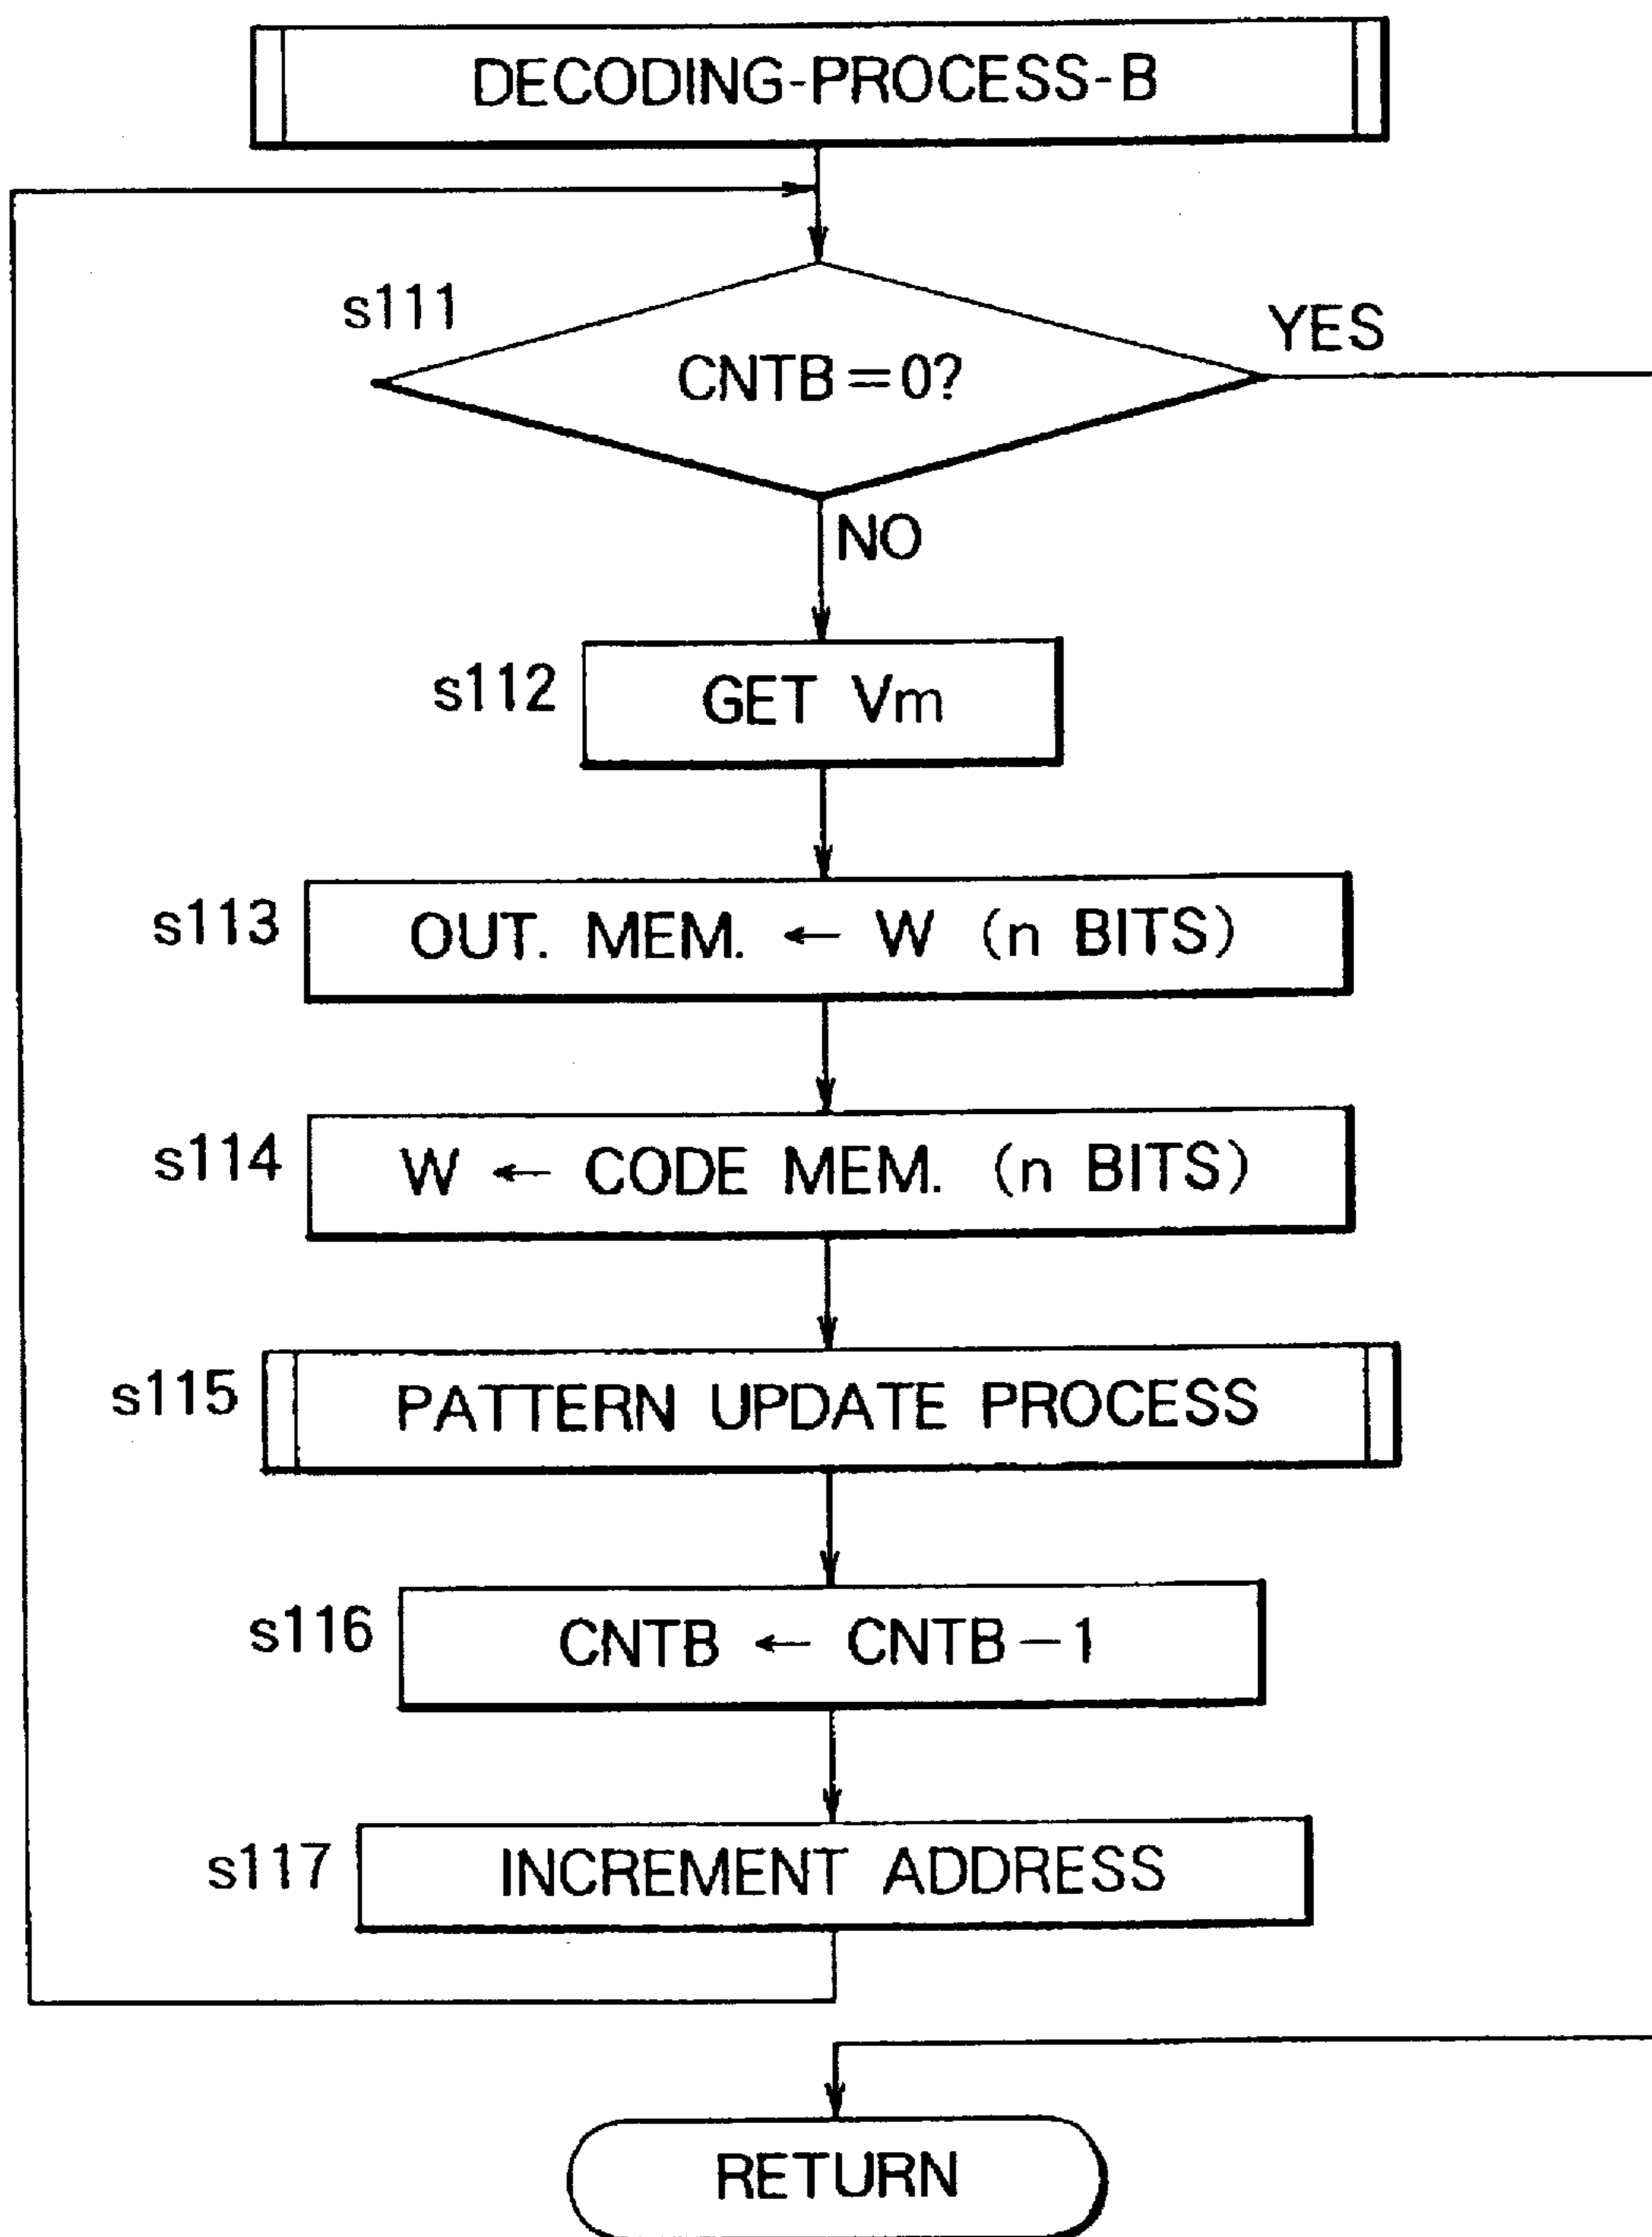 DECODING-PROCESS-B
s111
CNTB=0?
YES
NO
s112
GET Vm
s113
OUT. MEM. ← W (n BITS)
s114
W ← CODE MEM. (n BITS)
s115
PATTERN UPDATE PROCESS
s116
CNTB ← CNTB-1
s117
INCREMENT ADDRESS
RETURN